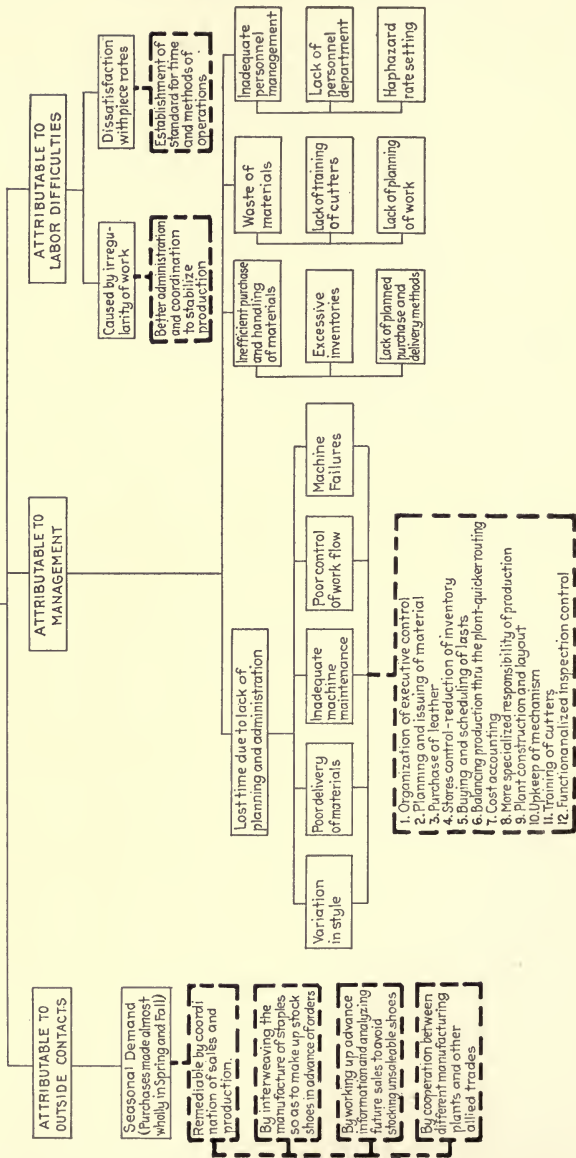 ATTRIBUTABLE TO
OUTSIDE CONTACTS
Seasonal Demand
(Purchases made almost
wholly in Spring and Fall)
Remediable by coordi
nation of sales and
production.
By interweaving the
manufacture of staples
so as to make up stock
shoes in advance of orders
By working up advance
information and analyzing
future sales to avoid
stocking unsaleable shoes
By cooperation between
different manufacturing
plants and other
allied trades
ATTRIBUTABLE TO
MANAGEMENT
Lost time due to lack of
planning and administration
Variation
in style
Poor delivery
of materials
Inadequate
machine
maintenance
Poor control
of work flow
Machine
Failures
1. Organization of executive control
2. Planning and issuing of material
3. Purchase of leather
4. Stores control-reduction of inventory
5. Buying and scheduling of lasts
6. Balancing production thru the plant-quicker routing
7. Cost accounting
8. More specialized responsibility of production
9. Plant construction and layout
10. Upkeep of mechanism
11. Training of cutters
12. Functionalized Inspection control
Inefficient purchase
and handling
of materials
Excessive
inventories
Lack of planned
purchase and
delivery methods
Waste of
materials
Lack of training
of cutters
Lack of planning
of work
Inadequate
personnel
management
Lack of
personnel
department
Haphazard
rate setting
ATTRIBUTABLE TO
LABOR DIFFICULTIES
Caused by irregu-
larity of work
Better administration
and coordination
to stabilize
production
Dissatisfaction
with piece rates
Establishment of
standard for time
and methods of
operations